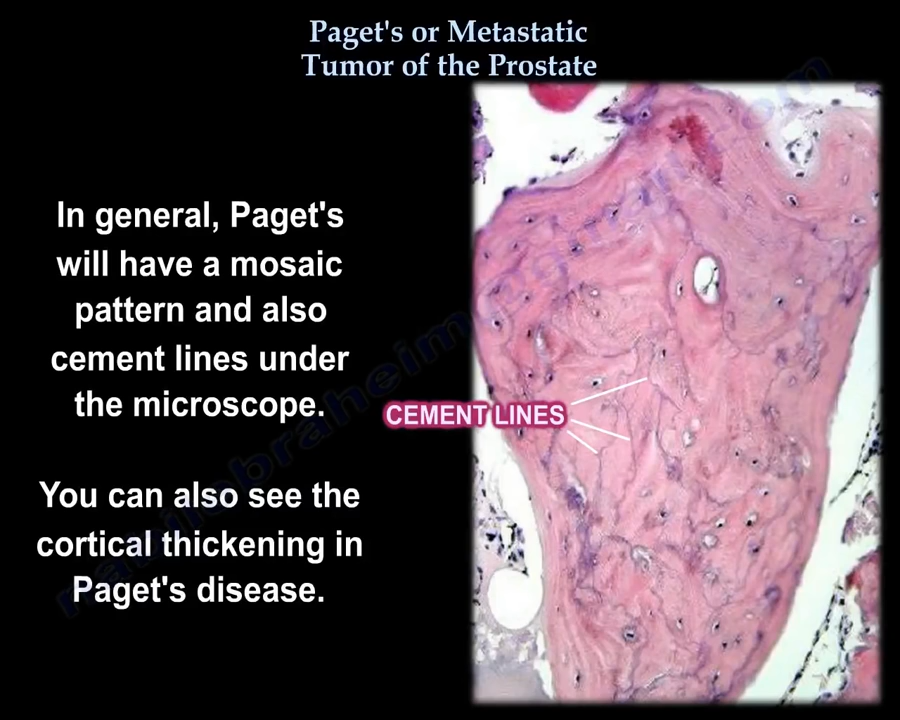 Paget's or Metastatic
Tumor of the Prostate
In general, Paget's
will have a mosaic
pattern and also
cement lines under
the microscope.
CEMENT LINES
You can also see the
cortical thickening in
Paget's disease.